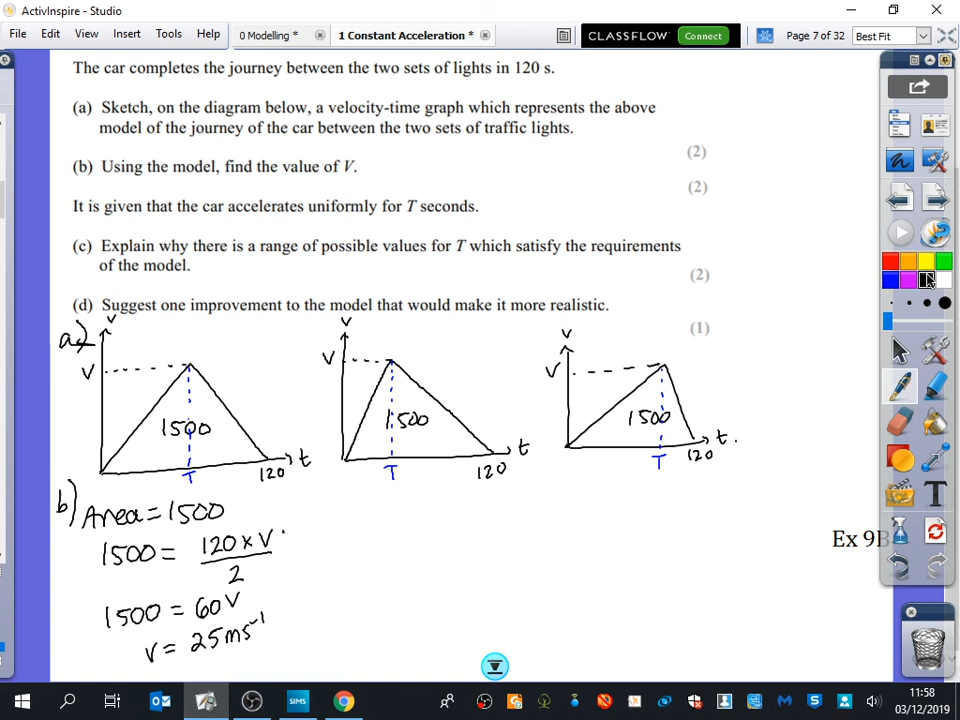 ActivInspire - Studio
File Edit View Insert Tools Help
0 Modelling *
1 Constant Acceleration *
CLASSFLOW Connect
Page 7 of 32
Best Fit
The car completes the journey between the two sets of lights in 120 s.
(a) Sketch, on the diagram below, a velocity-time graph which represents the above
model of the journey of the car between the two sets of traffic lights.
(2)
(b) Using the model, find the value of V.
(2)
It is given that the car accelerates uniformly for T seconds.
(c) Explain why there is a range of possible values for T which satisfy the requirements
of the model.
(2)
(d) Suggest one improvement to the model that would make it more realistic.
(1)
a)
v V 1500 T 120 t
v V 1500 T 120 t
v V 1500 T 120 t.
b) Area = 1500
1500 = 120 × V
2
1500 = 60V
V = 25ms⁻¹
Ex 9B
SIMS
11:58
03/12/2019